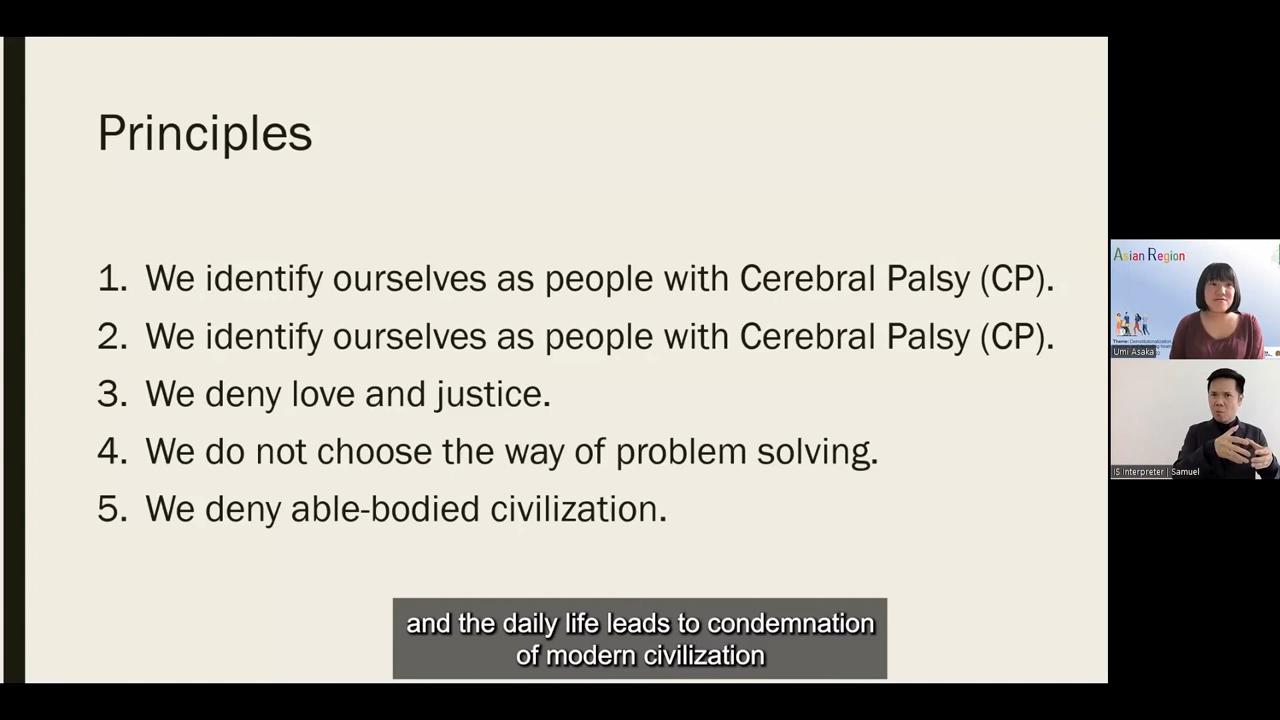 Principles
1. We identify ourselves as people with Cerebral Palsy (CP).
2. We identify ourselves as people with Cerebral Palsy (CP).
3. We deny love and justice.
4. We do not choose the way of problem solving.
5. We deny able-bodied civilization.
and the daily life leads to condemnation
of modern civilization
Asian Region
Umi Asaka
IS Interpreter | Samuel